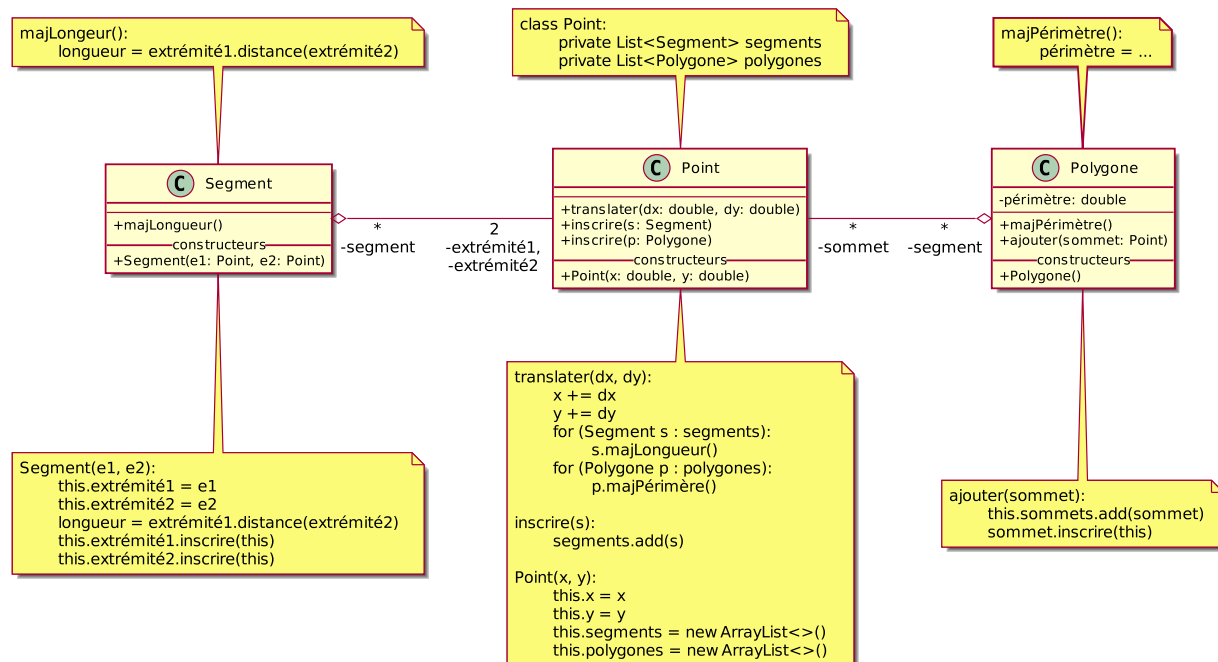 majLongeur():
longueur = extrémité1.distance(extrémité2)
class Point:
private List<Segment> segments
private List<Polygone> polygones
majPérimètre():
périmètre = ...
C Segment
+majLongueur()
constructeurs
+Segment(e1: Point, e2: Point)
*
-segment
2
-extrémité1,
-extrémité2
C Point
+translater(dx: double, dy: double)
+inscrire(s: Segment)
+inscrire(p: Polygone)
constructeurs
+Point(x: double, y: double)
*
-sommet
*
-segment
C Polygone
-périmètre: double
+majPérimètre()
+ajouter(sommet: Point)
constructeurs
+Polygone()
Segment(e1, e2):
this.extrémité1 = e1
this.extrémité2 = e2
longueur = extrémité1.distance(extrémité2)
this.extrémité1.inscrire(this)
this.extrémité2.inscrire(this)
translater(dx, dy):
x += dx
y += dy
for (Segment s : segments):
s.majLongueur()
for (Polygone p : polygones):
p.majPérimère()
inscrire(s):
segments.add(s)
Point(x, y):
this.x = x
this.y = y
this.segments = new ArrayList<>()
this.polygones = new ArrayList<>()
ajouter(sommet):
this.sommets.add(sommet)
sommet.inscrire(this)